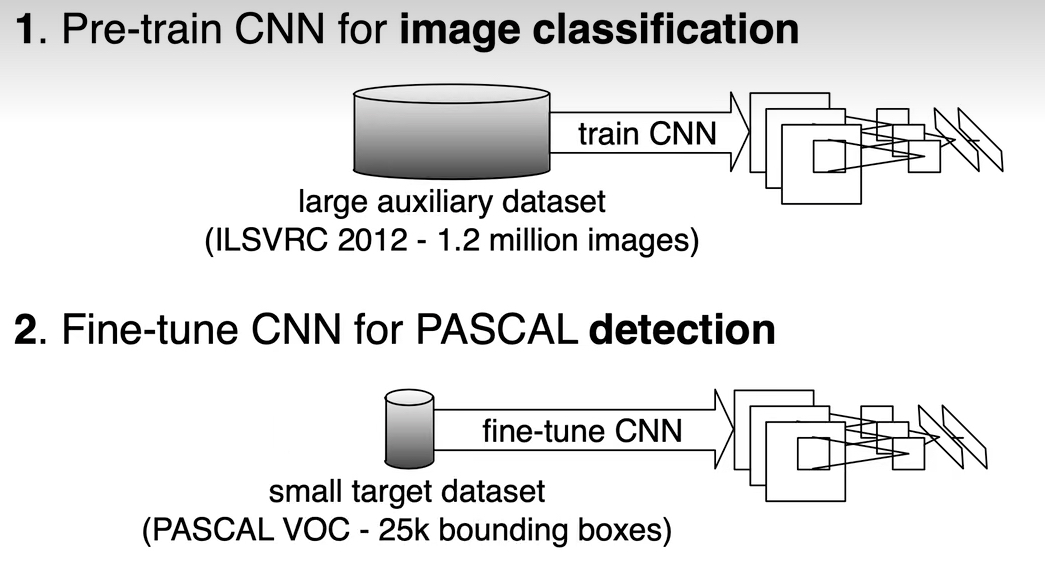 1. Pre-train CNN for image classification
train CNN
large auxiliary dataset
(ILSVRC 2012 - 1.2 million images)
2. Fine-tune CNN for PASCAL detection
fine-tune CNN
small target dataset
(PASCAL VOC - 25k bounding boxes)